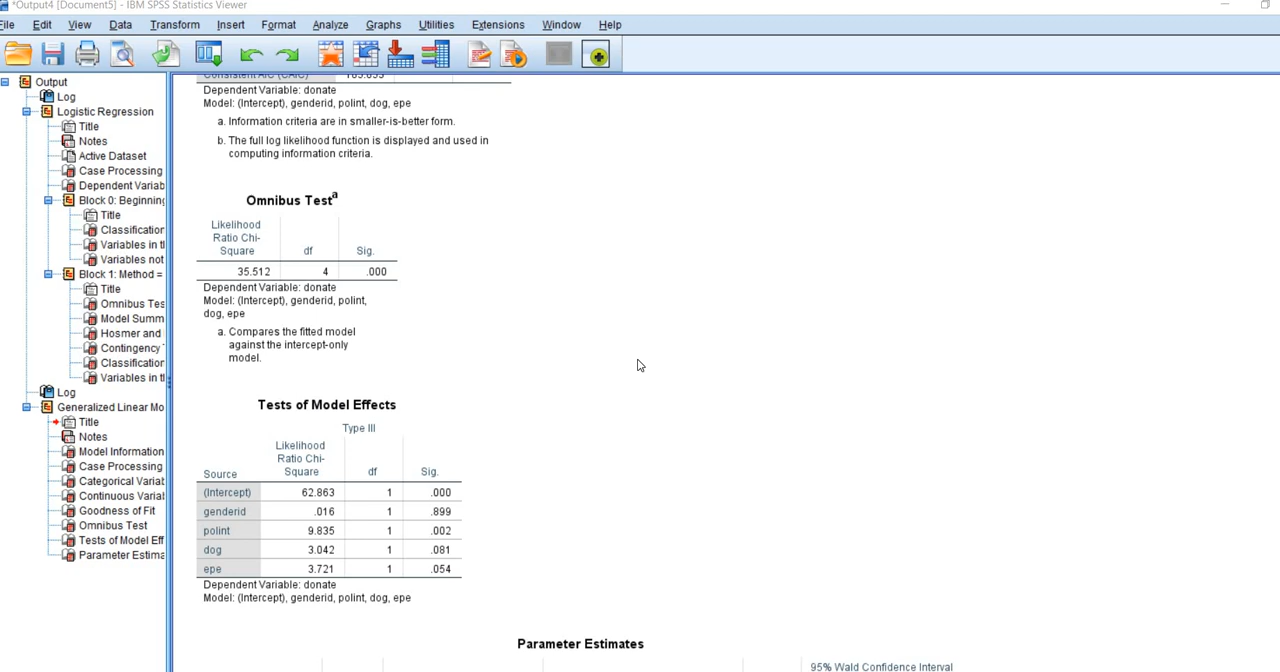 *Output4 [Document5] - IBM SPSS Statistics Viewer
File Edit View Data Transform Insert Format Analyze Graphs Utilities Extensions Window Help
Output
Log
Logistic Regression
Title
Notes
Active Dataset
Case Processing
Dependent Variab
Block 0: Beginning
Title
Classification
Variables in t
Variables not
Block 1: Method =
Title
Omnibus Tes
Model Summ
Hosmer and
Contingency
Classification
Variables in t
Log
Generalized Linear Mo
Title
Notes
Model Information
Case Processing
Categorical Variab
Continuous Variab
Goodness of Fit
Omnibus Test
Tests of Model Eff
Parameter Estima
Consistent AIC (CAIC)
Dependent Variable: donate
Model: (Intercept), genderid, polint, dog, epe
a. Information criteria are in smaller-is-better form.
b. The full log likelihood function is displayed and used in
computing information criteria.
Omnibus Testa
Likelihood
Ratio Chi-
Square df Sig.
35.512 4 .000
Dependent Variable: donate
Model: (Intercept), genderid, polint,
dog, epe
a. Compares the fitted model
against the intercept-only
model.
Tests of Model Effects
Type III
Likelihood
Ratio Chi-
Source Square df Sig.
(Intercept) 62.863 1 .000
genderid .016 1 .899
polint 9.835 1 .002
dog 3.042 1 .081
epe 3.721 1 .054
Dependent Variable: donate
Model: (Intercept), genderid, polint, dog, epe
Parameter Estimates
95% Wald Confidence Interval